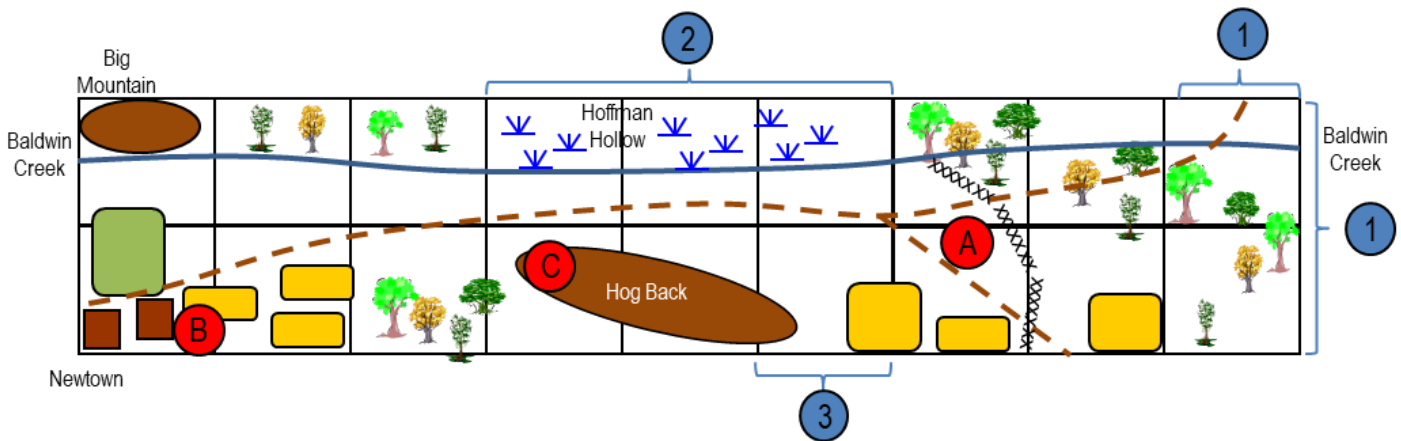 2
1
Big
Mountain
Hoffman
Hollow
Baldwin
Creek
Baldwin
Creek
A
1
C
Hog Back
B
Newtown
3